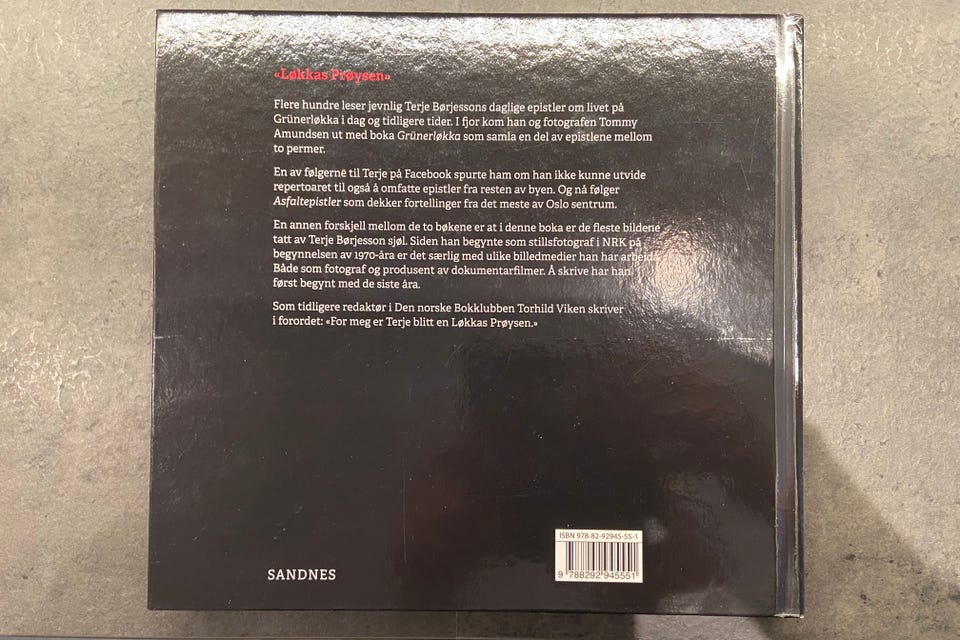 «Løkkas Prøysen»
Flere hundre leser jevnlig Terje Børjessons daglige epistler om livet på
Grünerløkka i dag og tidligere tider. I fjor kom han og fotografen Tommy
Amundsen ut med boka Grünerløkka som samla en del av epistlene mellom
to permer.
En av følgerne til Terje på Facebook spurte ham om han ikke kunne utvide
repertoaret til også å omfatte epistler fra resten av byen. Og nå følger
Asfaltepistler som dekker fortellinger fra det meste av Oslo sentrum.
En annen forskjell mellom de to bøkene er at i denne boka er de fleste bildene
tatt av Terje Børjesson sjøl. Siden han begynte som stillsfotograf i NRK på
begynnelsen av 1970-åra er det særlig med ulike billedmedier han har arbeida.
Både som fotograf og produsent av dokumentarfilmer. Å skrive har han
først begynt med de siste åra.
Som tidligere redaktør i Den norske Bokklubben Torhild Viken skriver
i forordet: «For meg er Terje blitt en Løkkas Prøysen.»
ISBN 978-82-92945-55-1
9 788292 945551
SANDNES